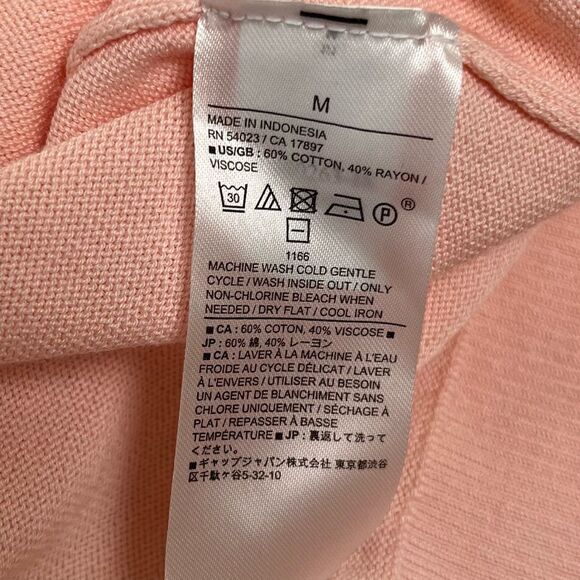 M
MADE IN INDONESIA
RN 54023 / CA 17897
■ US/GB : 60% COTTON, 40% RAYON /
VISCOSE
30 P ®
1166
MACHINE WASH COLD GENTLE
CYCLE / WASH INSIDE OUT / ONLY
NON-CHLORINE BLEACH WHEN
NEEDED / DRY FLAT / COOL IRON
■ CA : 60% COTON, 40% VISCOSE ■
JP : 60% 綿, 40% レーヨン
■ CA : LAVER À LA MACHINE À L'EAU
FROIDE AU CYCLE DÉLICAT / LAVER
À L'ENVERS / UTILISER AU BESOIN
UN AGENT DE BLANCHIMENT SANS
CHLORE UNIQUEMENT / SÉCHAGE À
PLAT / REPASSER À BASSE
TEMPÉRATURE ■ JP : 裏返して洗って
ください。
■ ギャップジャパン株式会社 東京都渋谷
区千駄ヶ谷5-32-10